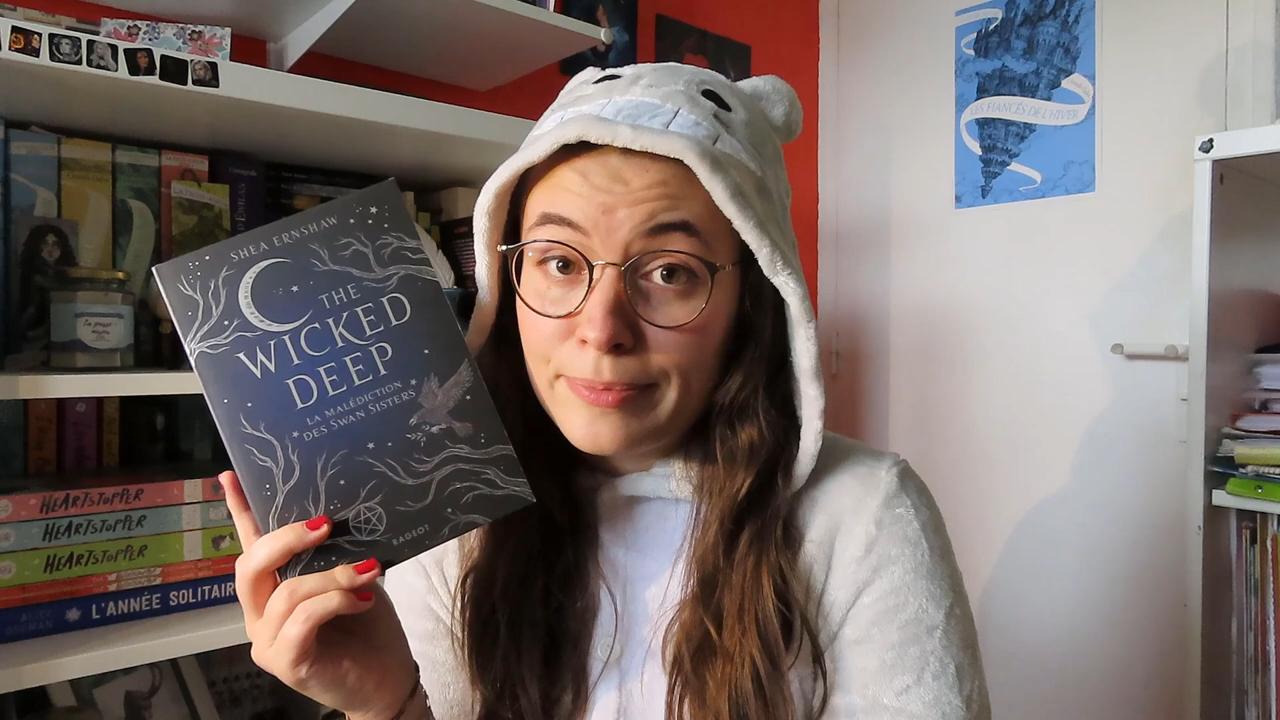 SHEA ERNSHAW
THE
WICKED
DEEP
LA MALÉDICTION
DES SWAN SISTERS
RAGEOT
HEARTSTOPPER
HEARTSTOPPER
HEARTSTOPPER
L'ANNÉE SOLITAIRE
LES FIANCÉS DE L'HIVER